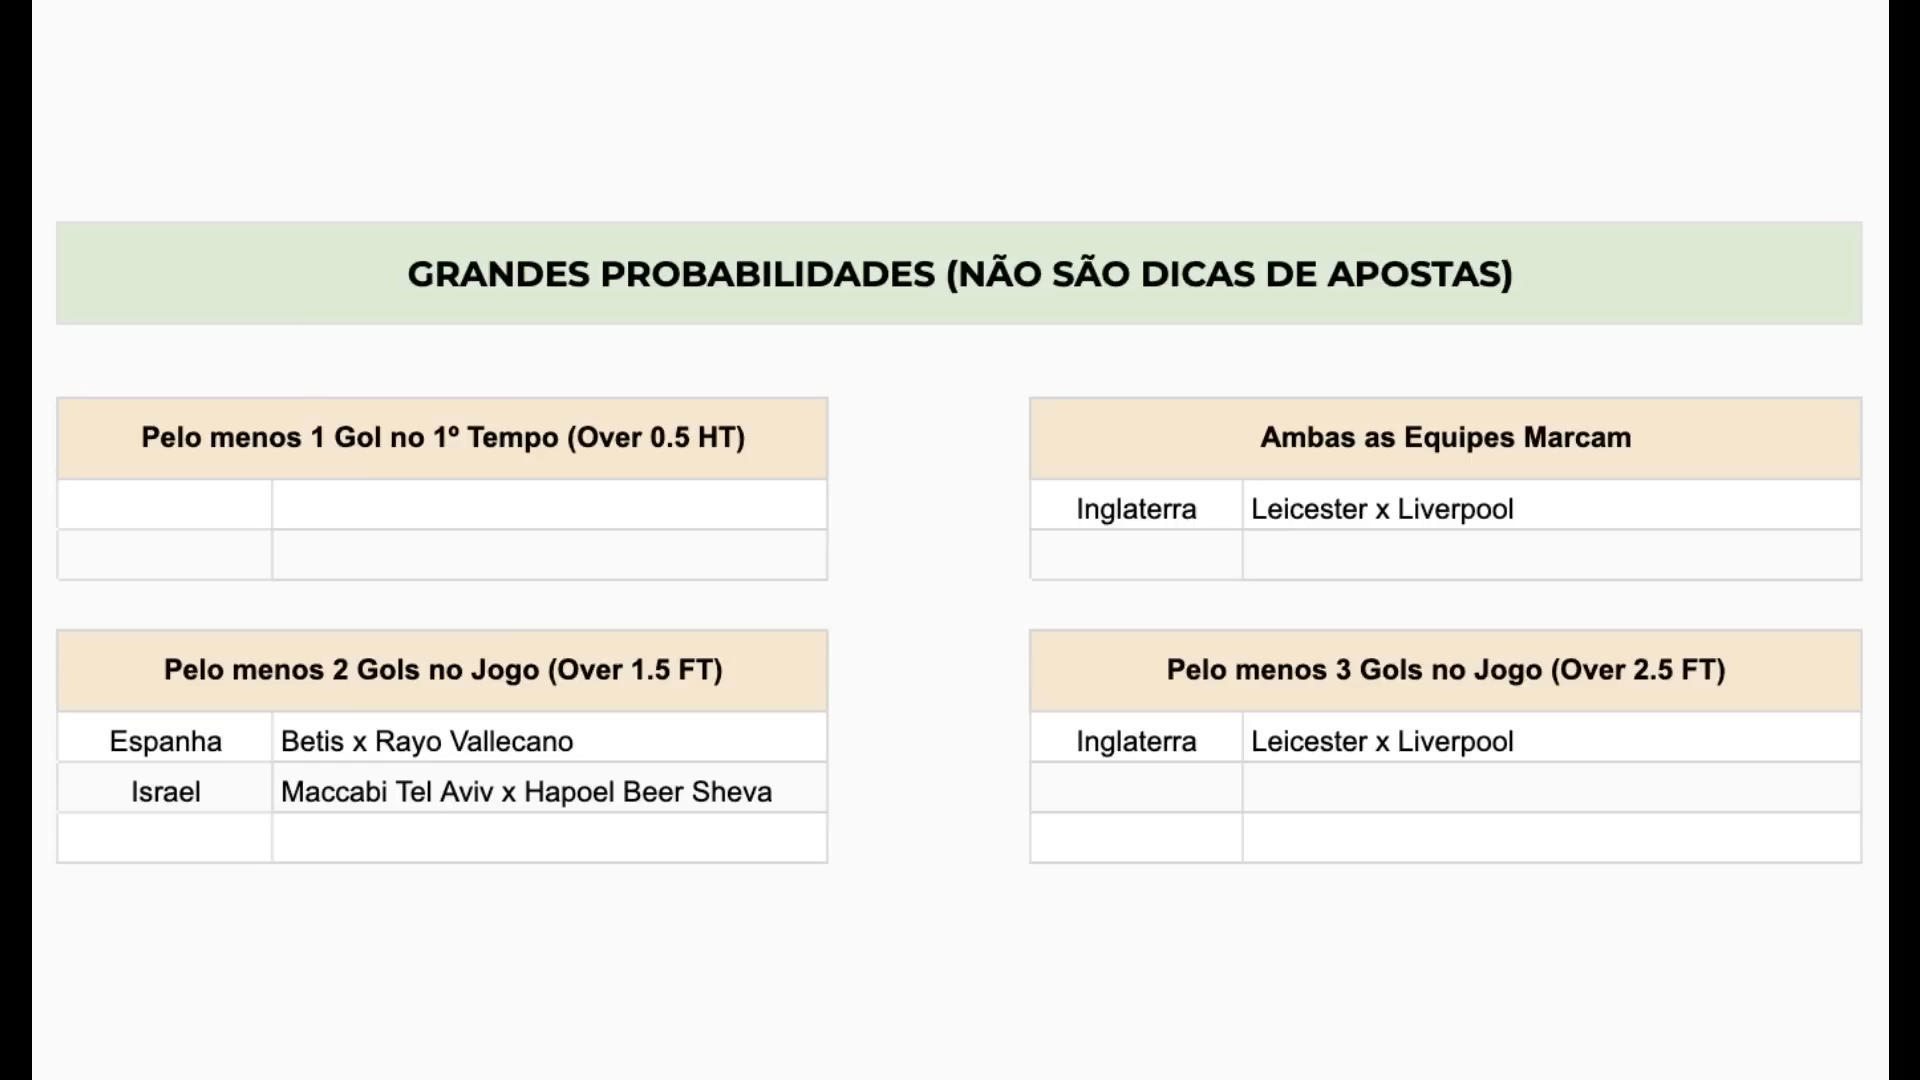 GRANDES PROBABILIDADES (NÃO SÃO DICAS DE APOSTAS)
Pelo menos 1 Gol no 1º Tempo (Over 0.5 HT)
Ambas as Equipes Marcam
Inglaterra Leicester x Liverpool
Pelo menos 2 Gols no Jogo (Over 1.5 FT)
Espanha Betis x Rayo Vallecano
Israel Maccabi Tel Aviv x Hapoel Beer Sheva
Pelo menos 3 Gols no Jogo (Over 2.5 FT)
Inglaterra Leicester x Liverpool